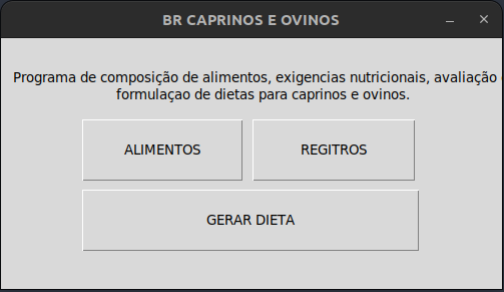 BR CAPRINOS E OVINOS
Programa de composição de alimentos, exigencias nutricionais, avaliação
formulaçao de dietas para caprinos e ovinos.
ALIMENTOS
REGITROS
GERAR DIETA